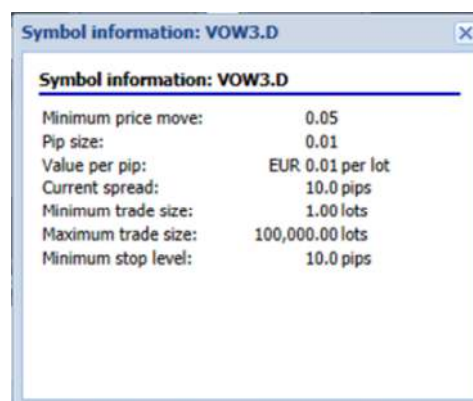 Symbol information: VOW3.D
Symbol information: VOW3.D
Minimum price move: 0.05
Pip size: 0.01
Value per pip: EUR 0.01 per lot
Current spread: 10.0 pips
Minimum trade size: 1.00 lots
Maximum trade size: 100,000.00 lots
Minimum stop level: 10.0 pips